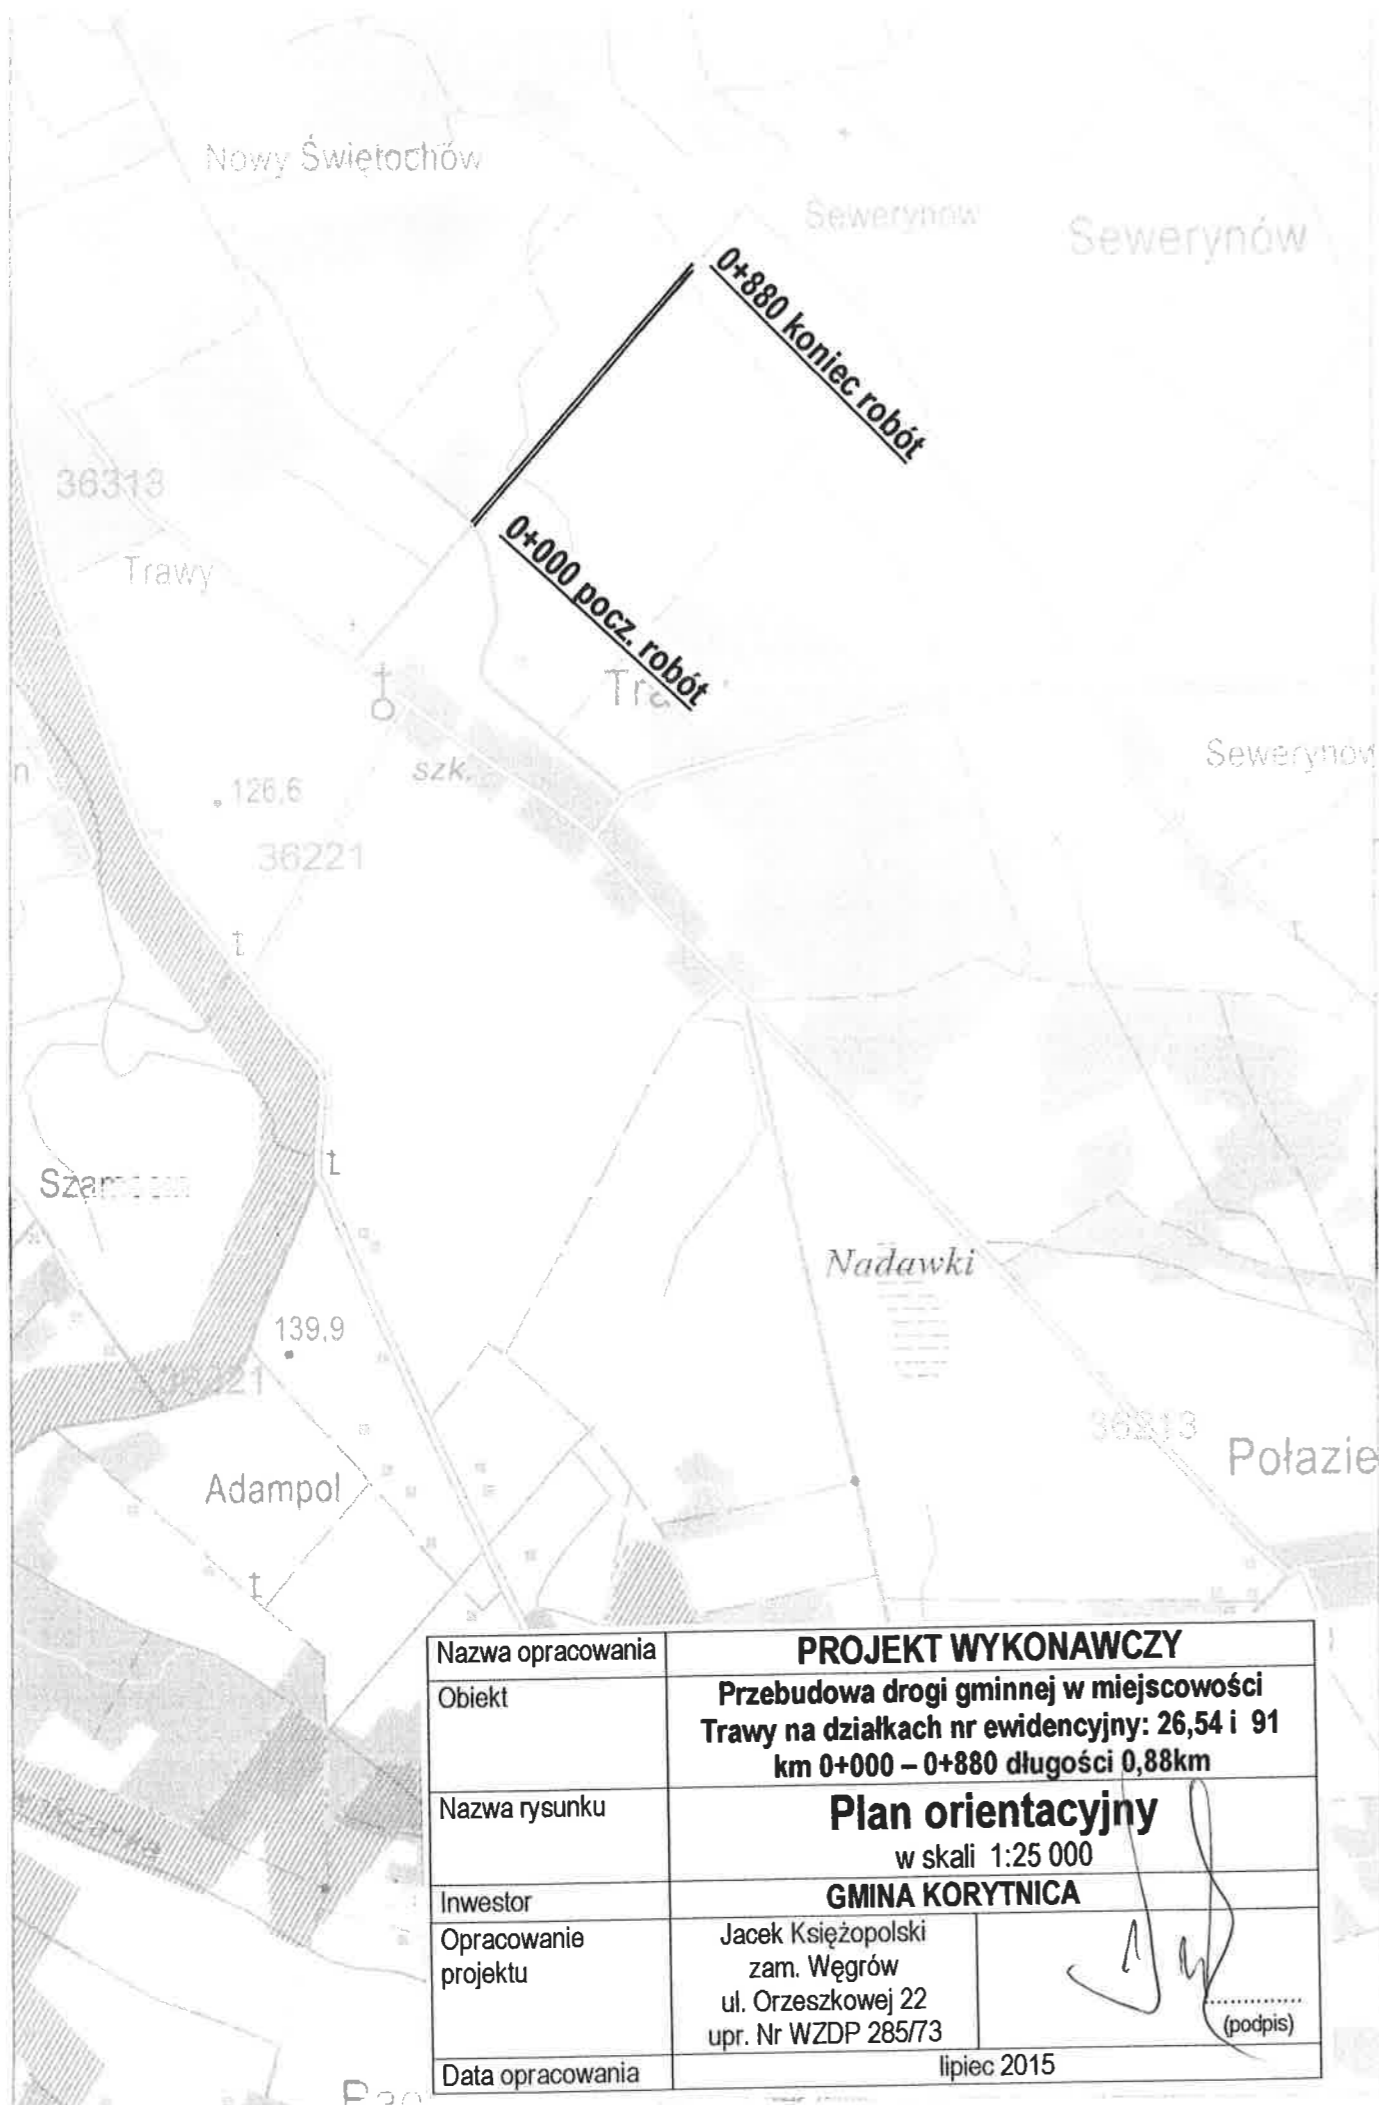 Nowy Świętochów
Sewerynów
Sewerynów
0+880 koniec robót
36313
0+000 pocz. robót
Trawy
szk.
Sewerynów
126,6
36221
t
t
t
Nadawki
139,9
36213
Połazie
Adampol
t
Nazwa opracowania
PROJEKT WYKONAWCZY
Obiekt
Przebudowa drogi gminnej w miejscowości
Trawy na działkach nr ewidencyjny: 26,54 i 91
km 0+000 – 0+880 długości 0,88km
Nazwa rysunku
Plan orientacyjny
w skali 1:25 000
Inwestor
GMINA KORYTNICA
Opracowanie
projektu
Jacek Księżopolski
zam. Węgrów
ul. Orzeszkowej 22
upr. Nr WZDP 285/73
(podpis)
Data opracowania
lipiec 2015